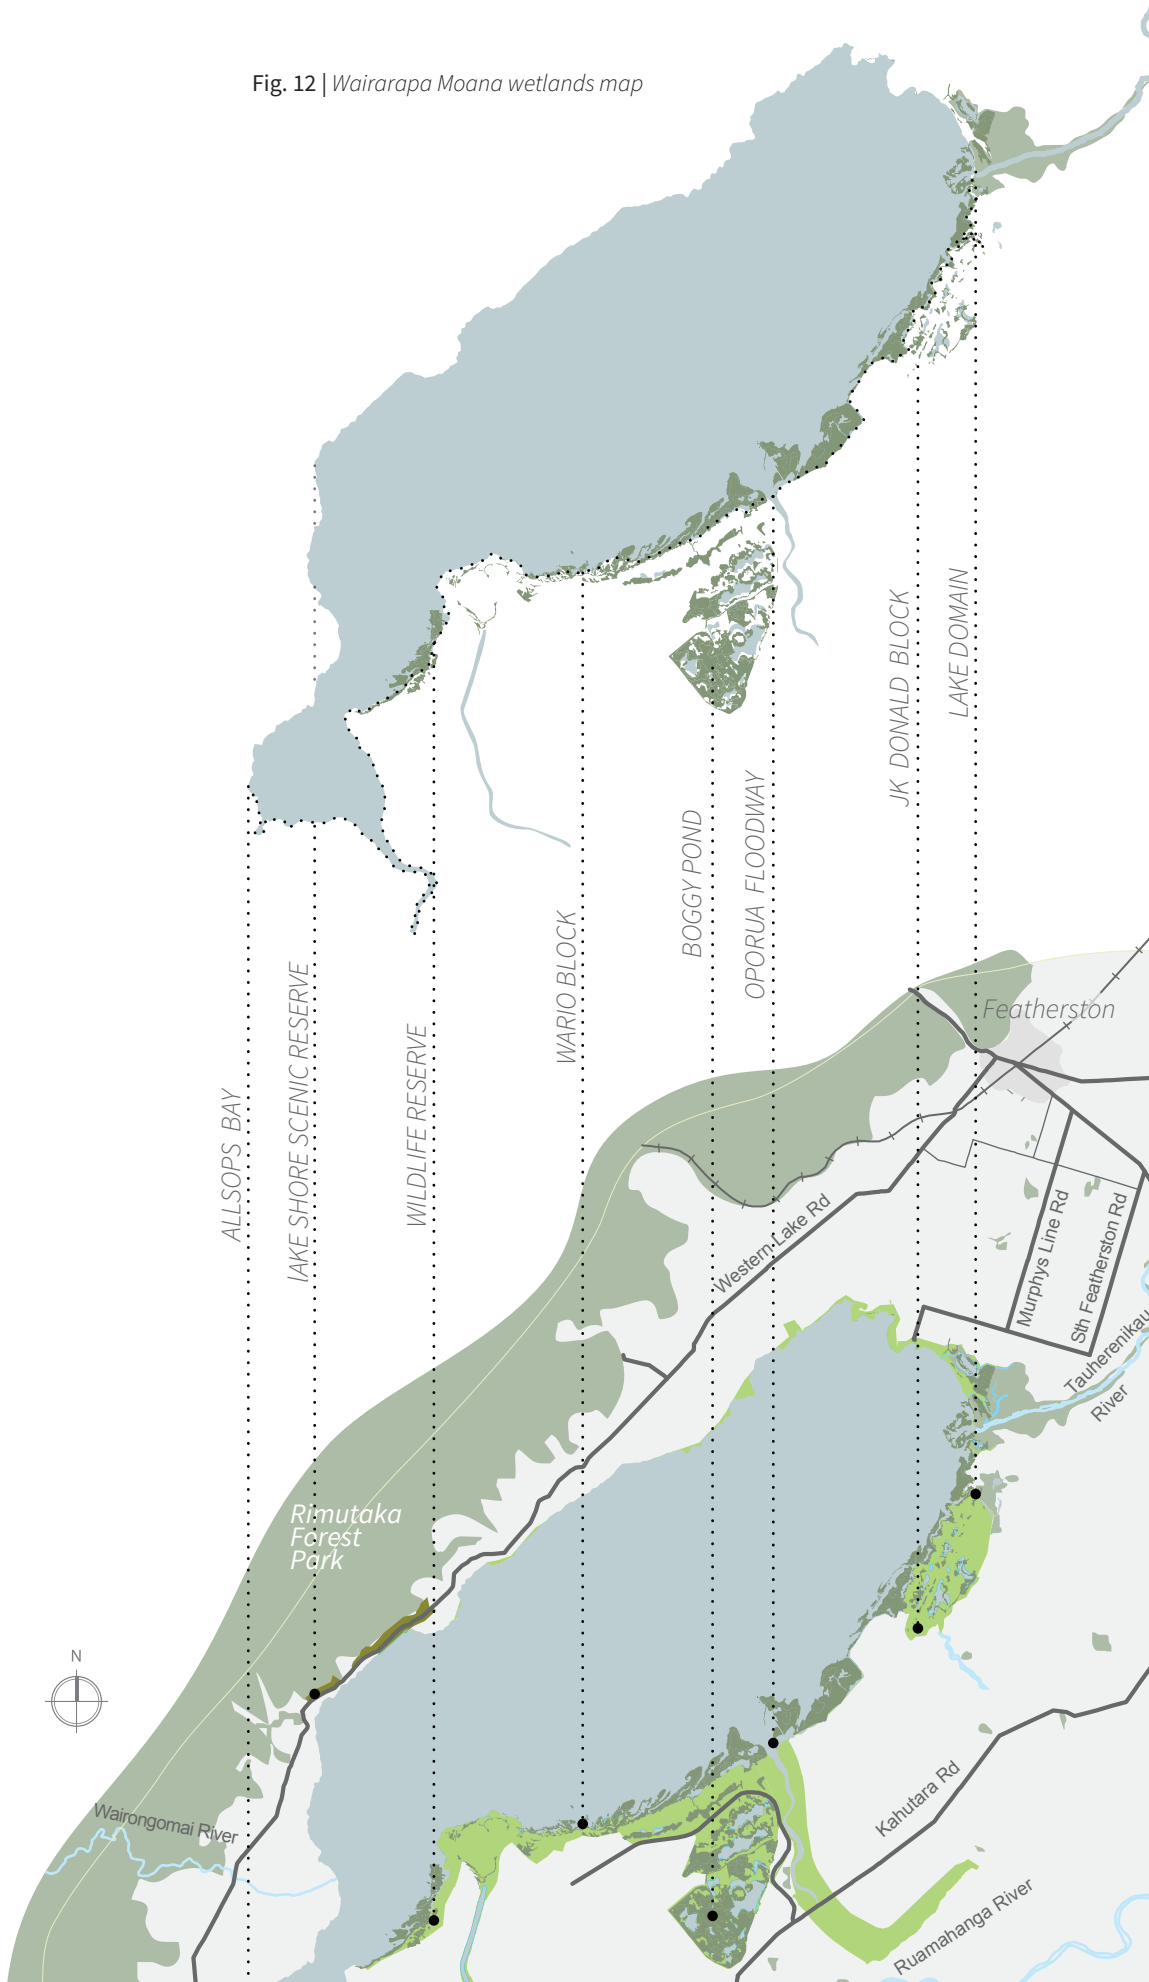 Fig. 12 | Wairarapa Moana wetlands map
LAKE DOMAIN
JK DONALD BLOCK
OPORUA FLOODWAY
BOGGY POND
WARIO BLOCK
lAKE SHORE SCENIC RESERVE
WILDLIFE RESERVE
ALLSOPS BAY
Featherston
Western Lake Rd
Murphys Line Rd
Sth Featherston Rd
Tauherenikau
River
Rimutaka
Forest
Park
N
Wairongomai River
Kahutara Rd
Ruamahanga River